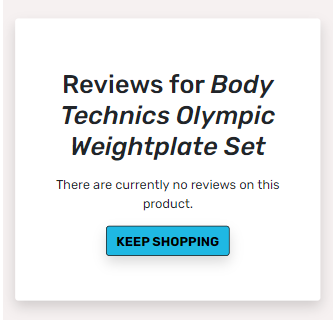 Reviews for Body
Technics Olympic
Weightplate Set
There are currently no reviews on this
product.
KEEP SHOPPING